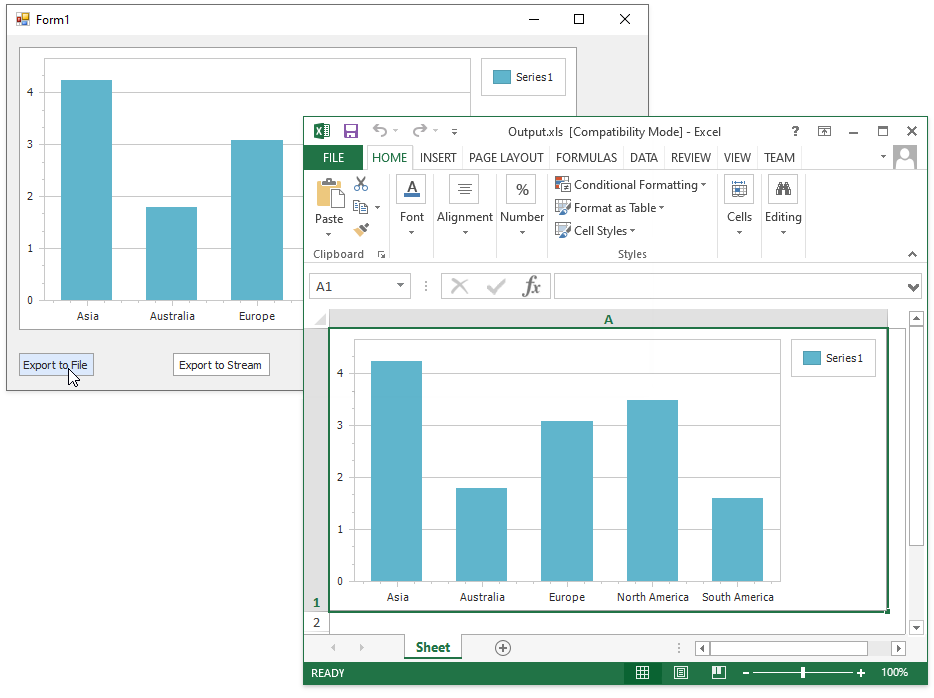 Form1
Series1
4
3
2
1
0
Asia Australia Europe
Export to File Export to Stream
Output.xls [Compatibility Mode] - Excel ?
FILE HOME INSERT PAGE LAYOUT FORMULAS DATA REVIEW VIEW TEAM
Paste
Clipboard
A
Font
Alignment
%
Number
Conditional Formatting
Format as Table
Cell Styles
Styles
Cells
Editing
A1 fx
A
Series1
4
3
2
1
0
Asia Australia Europe North America South America
1
2
Sheet
READY 100%